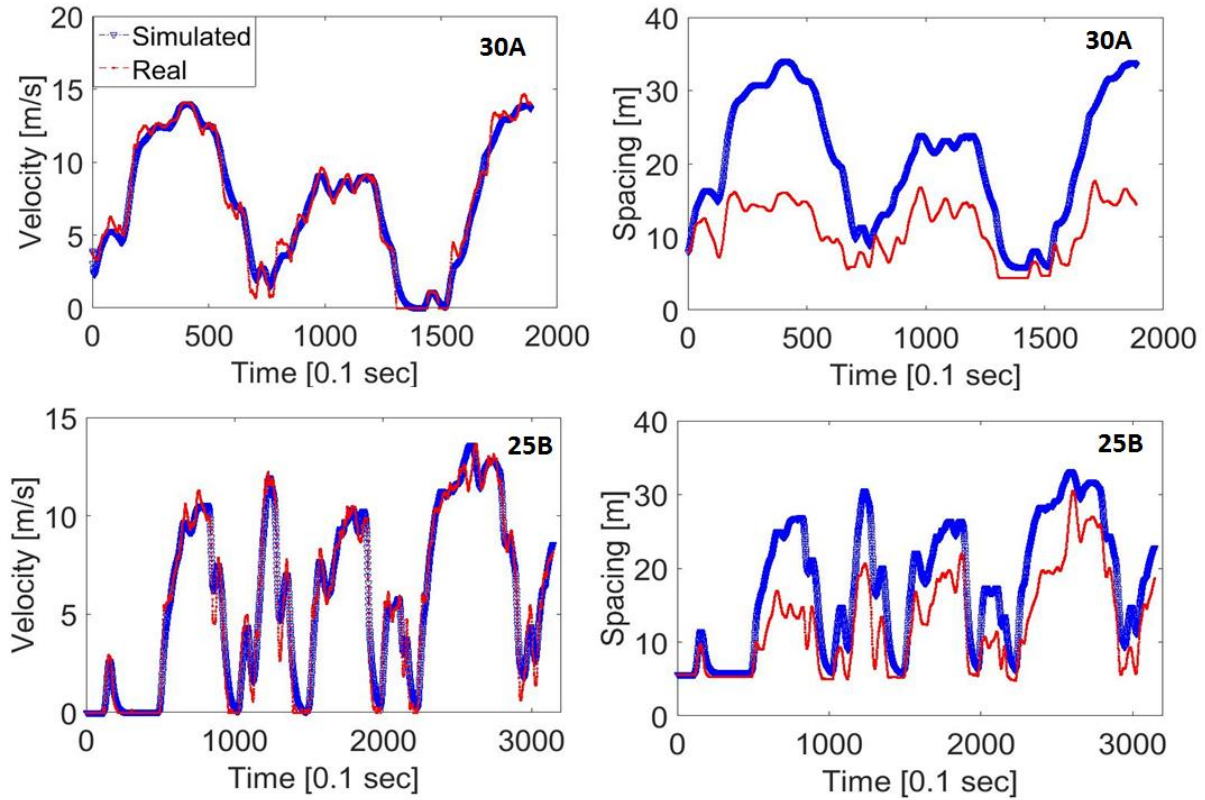 20
15
10
5
0
Velocity [m/s]
Simulated
Real
30A
0 500 1000 1500 2000
Time [0.1 sec]
40
30
20
10
0
Spacing [m]
30A
0 500 1000 1500 2000
Time [0.1 sec]
15
10
5
0
Velocity [m/s]
25B
0 1000 2000 3000
Time [0.1 sec]
40
30
20
10
0
Spacing [m]
25B
0 1000 2000 3000
Time [0.1 sec]